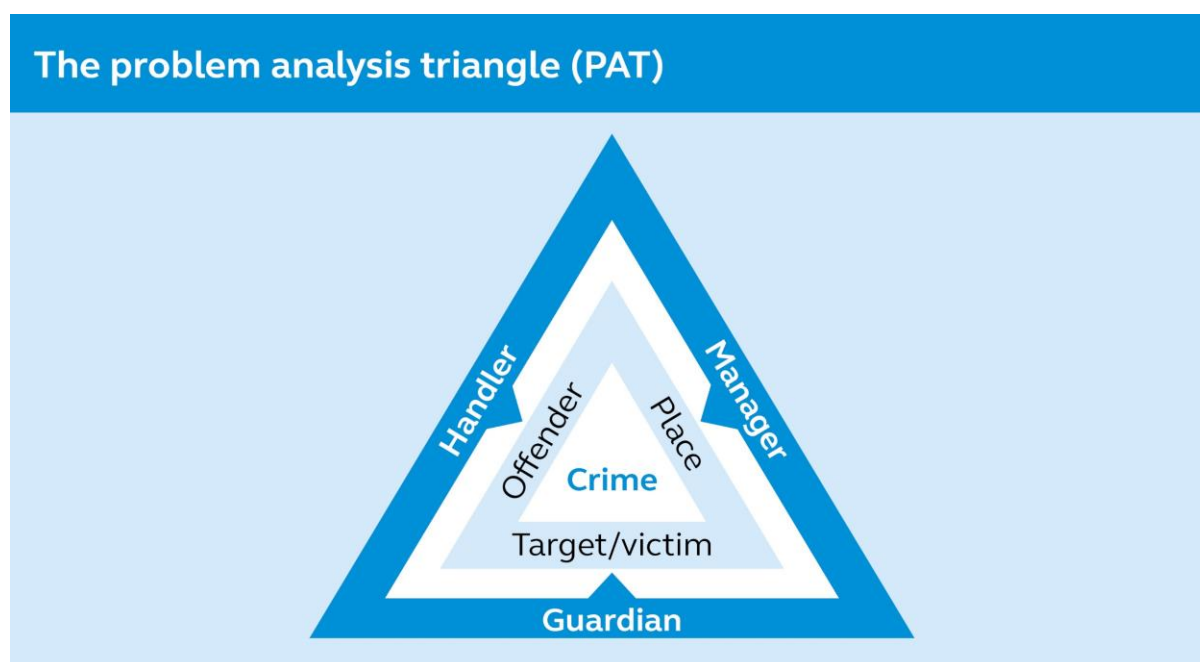 The problem analysis triangle (PAT)
Handler
Manager
Offender
Place
Crime
Target/victim
Guardian